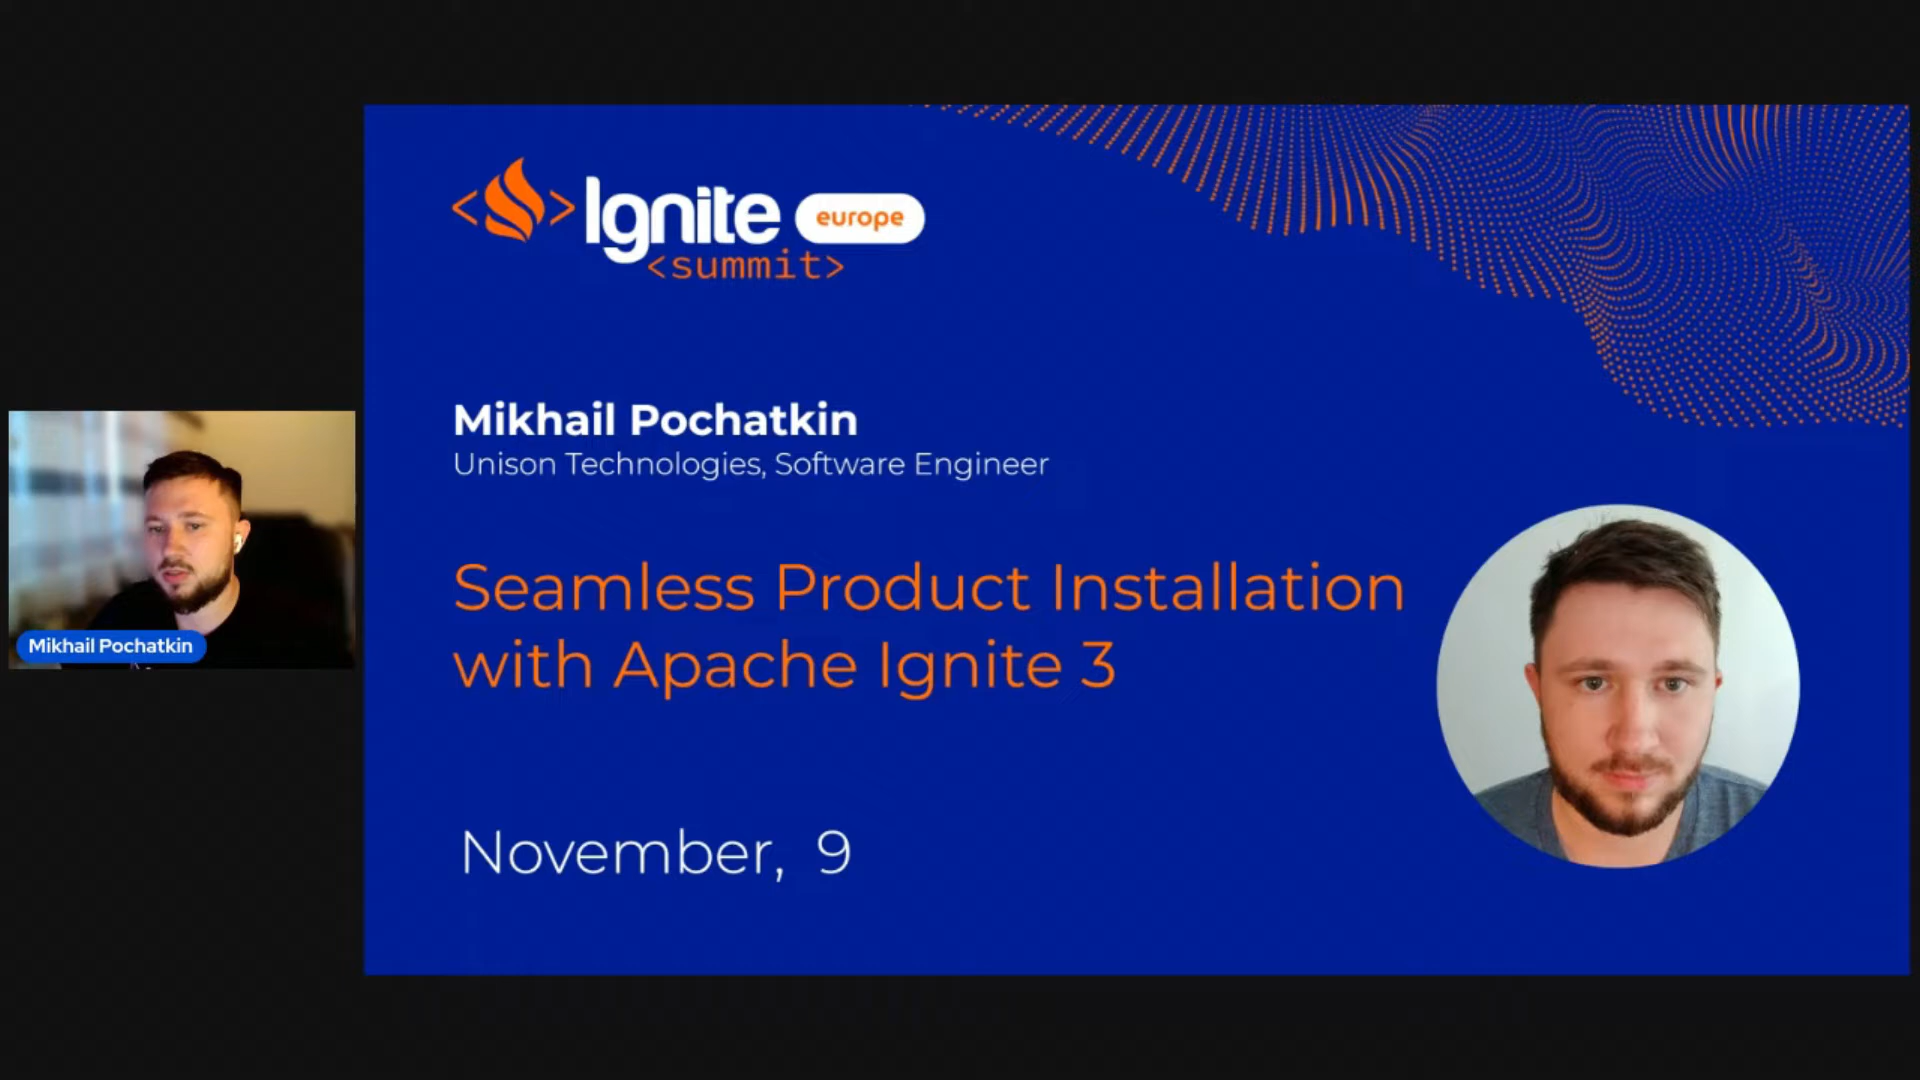 Ignite europe
<summit>
Mikhail Pochatkin
Unison Technologies, Software Engineer
Seamless Product Installation
with Apache Ignite 3
November, 9
Mikhail Pochatkin